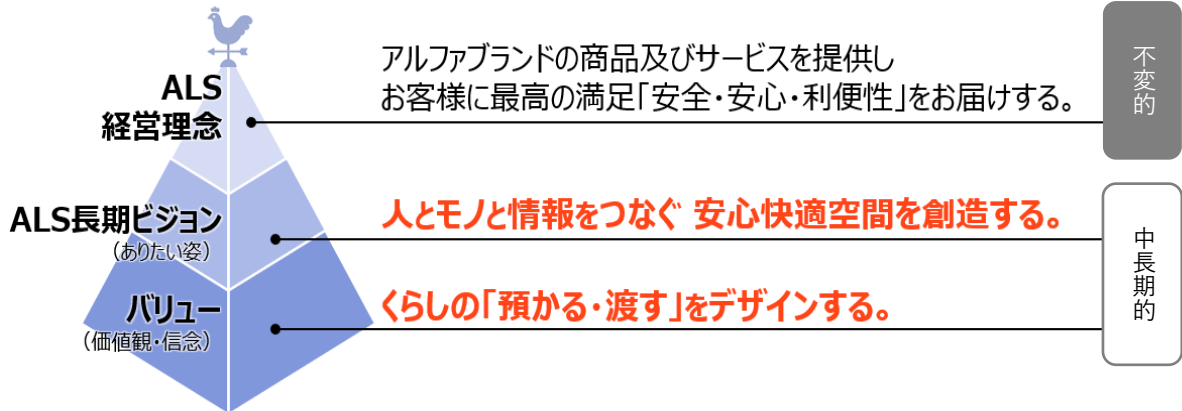 ALS
経営理念
アルファブランドの商品及びサービスを提供し
お客様に最高の満足「安全・安心・利便性」をお届けする。
不変的
ALS長期ビジョン
（ありたい姿）
人とモノと情報をつなぐ 安心快適空間を創造する。
バリュー
（価値観・信念）
くらしの「預かる・渡す」をデザインする。
中長期的